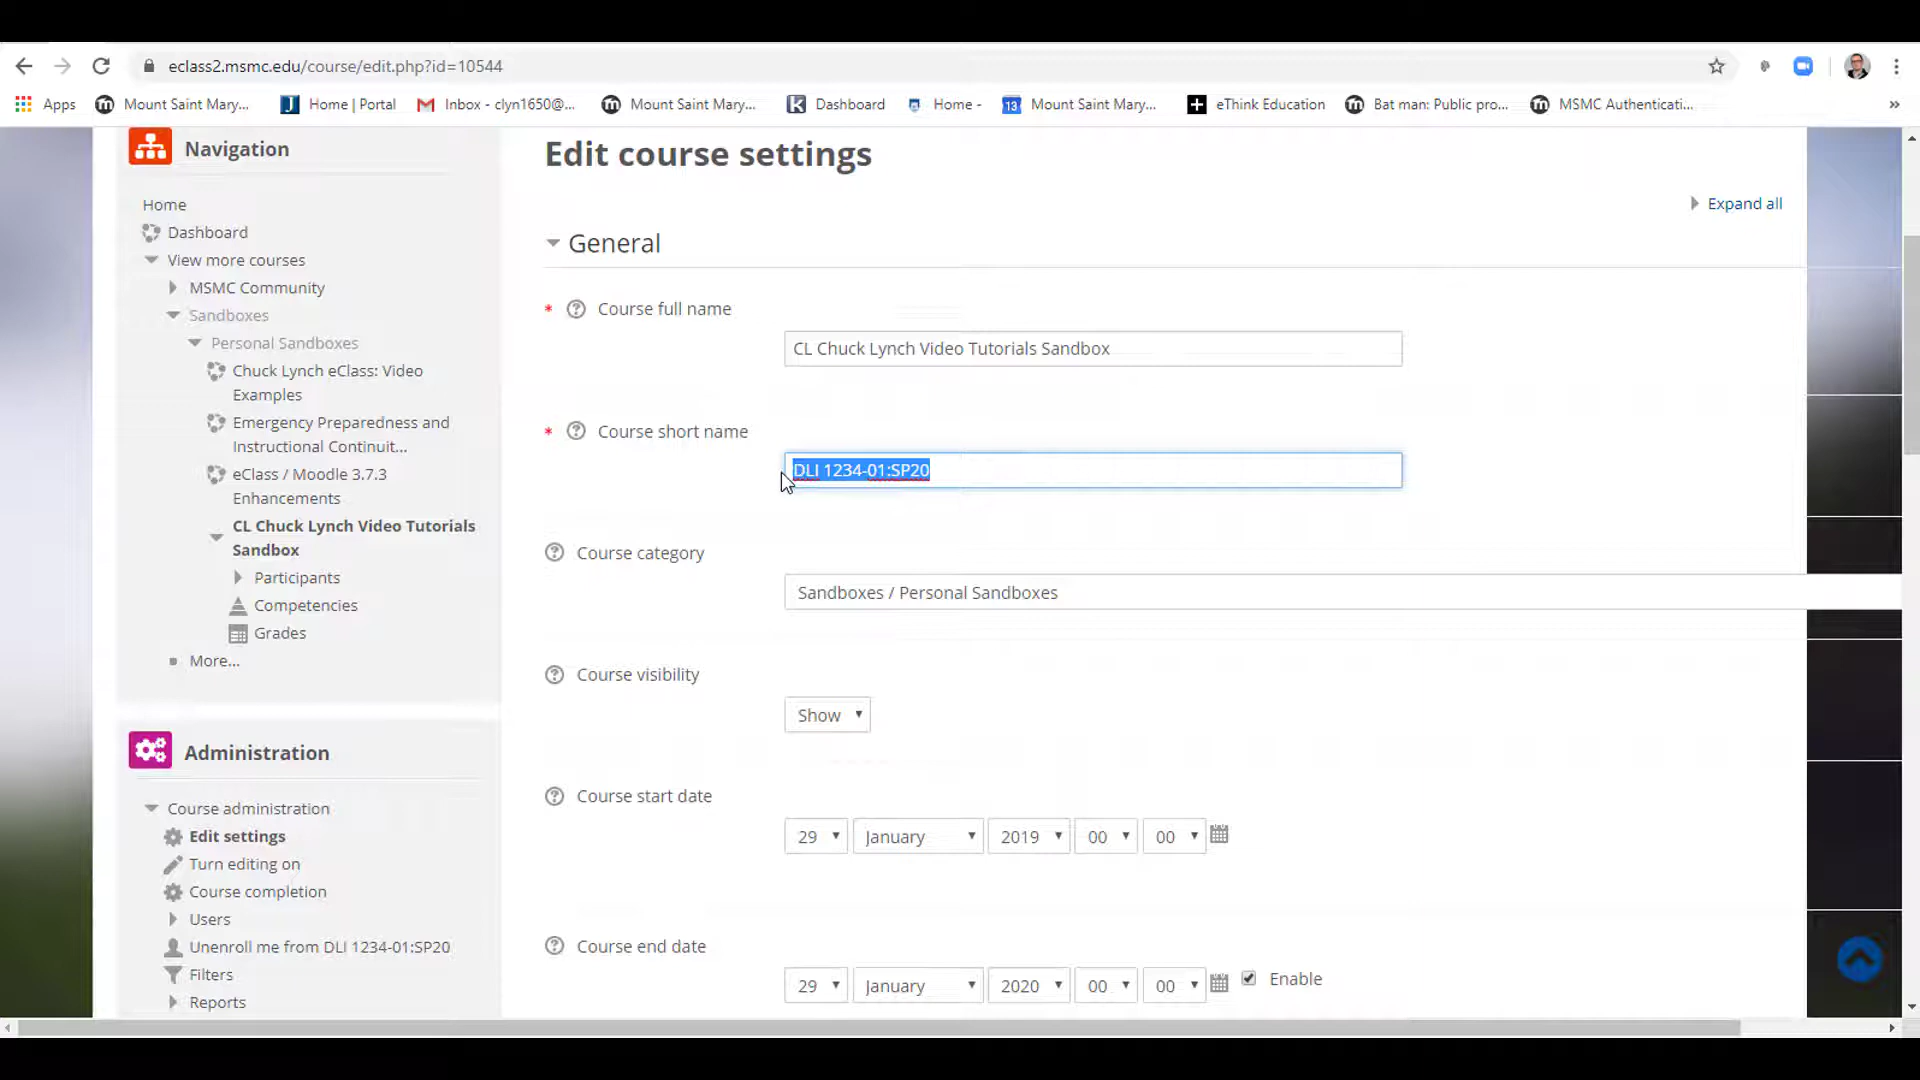 eclass2.msmc.edu/course/edit.php?id=10544
Apps
Mount Saint Mary...
Home | Portal
Inbox - clyn1650@...
Mount Saint Mary...
Dashboard
Home -
13
Mount Saint Mary...
eThink Education
Bat man: Public pro...
MSMC Authenticati...
»
Navigation
Home
Dashboard
View more courses
MSMC Community
Sandboxes
Personal Sandboxes
Chuck Lynch eClass: Video
Examples
Emergency Preparedness and
Instructional Continuit...
eClass / Moodle 3.7.3
Enhancements
CL Chuck Lynch Video Tutorials
Sandbox
Participants
Competencies
Grades
More...
Administration
Course administration
Edit settings
Turn editing on
Course completion
Users
Unenroll me from DLI 1234-01:SP20
Filters
Reports
Edit course settings
Expand all
General
* Course full name
CL Chuck Lynch Video Tutorials Sandbox
* Course short name
DLI 1234-01:SP20
Course category
Sandboxes / Personal Sandboxes
Course visibility
Show
Course start date
29 January 2019 00 00
Course end date
29 January 2020 00 00 Enable